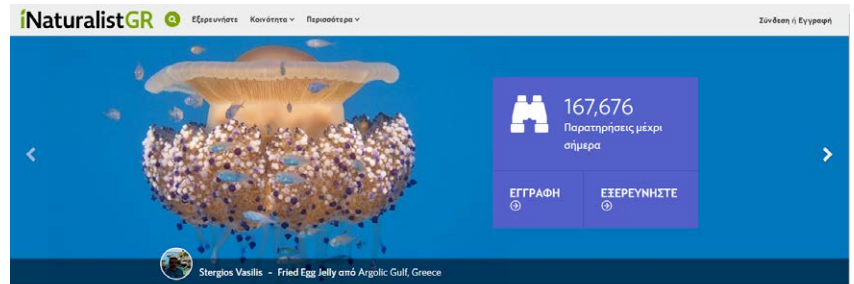 iNaturalistGR
Εξερευνήστε Κοινότητα Περισσότερα
Σύνδεση ή Εγγραφή
167,676
Παρατηρήσεις μέχρι
σήμερα
ΕΓΓΡΑΦΗ
ΕΞΕΡΕΥΝΗΣΤΕ
Stergios Vasilis - Fried Egg Jelly από Argolic Gulf, Greece